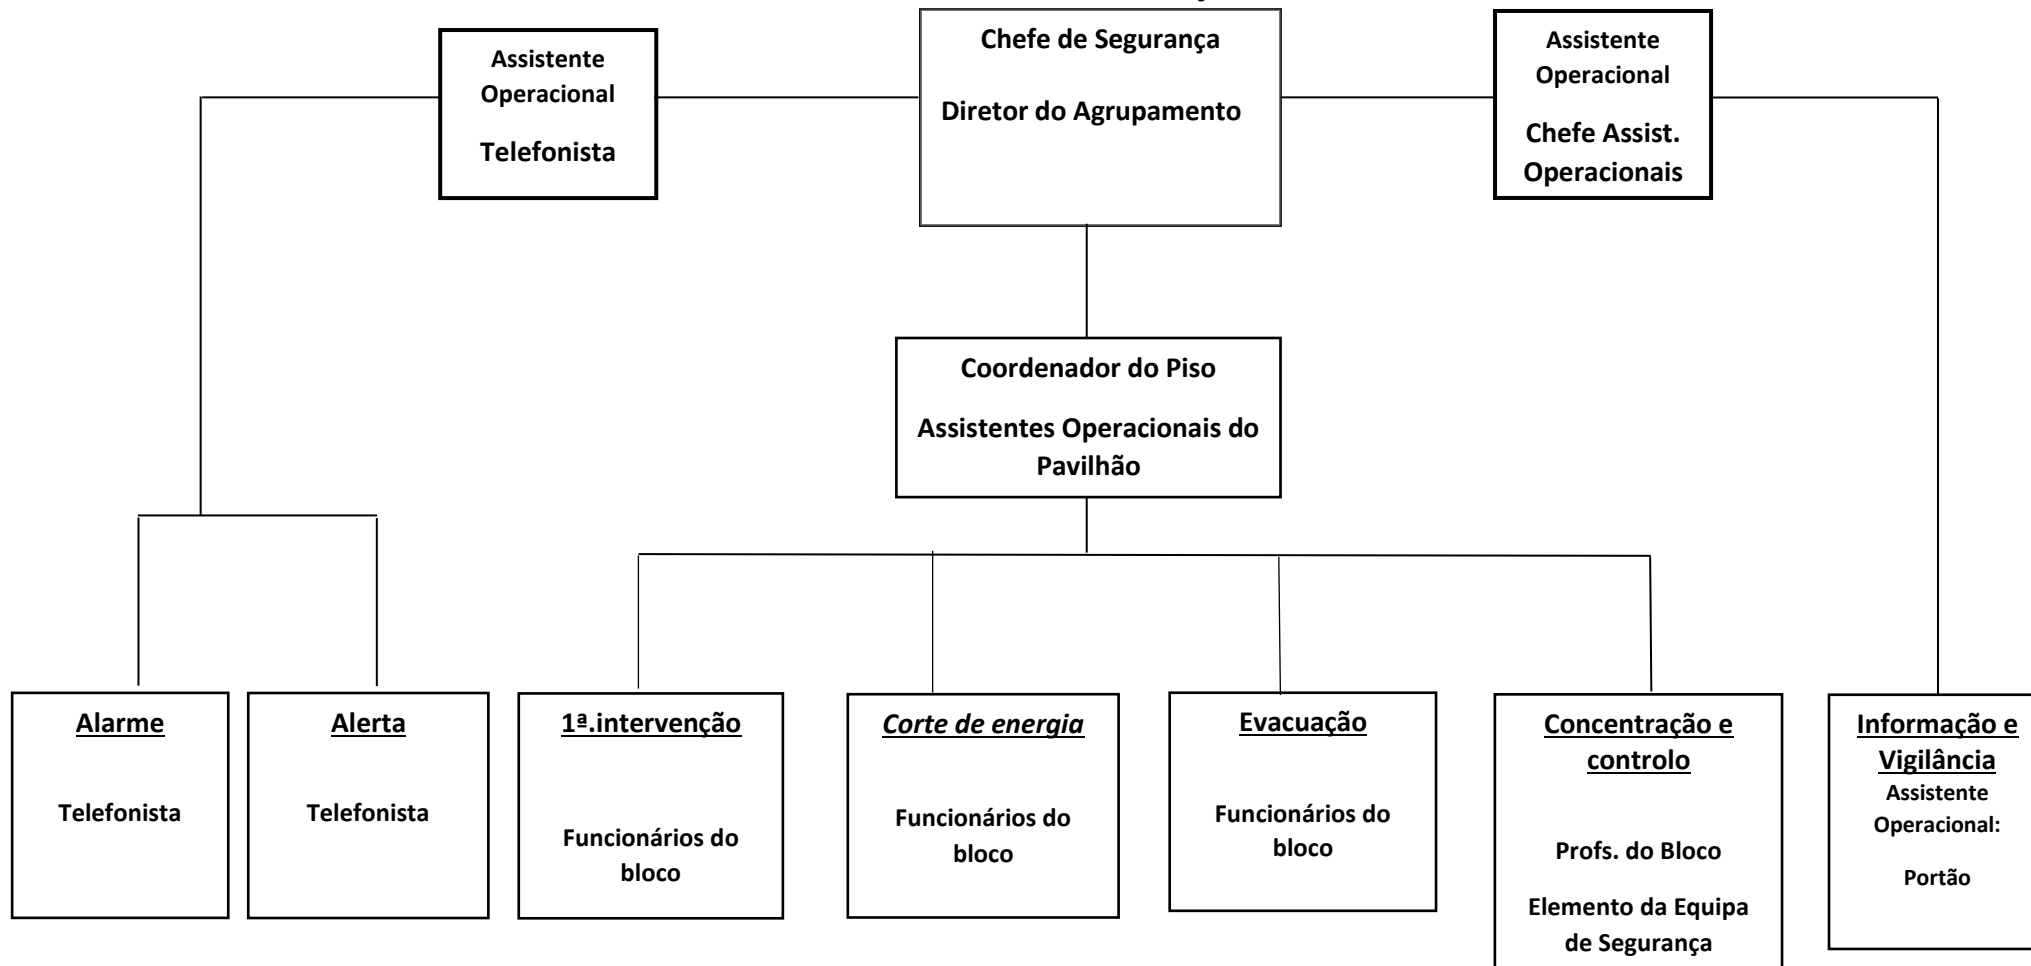 Assistente
Operacional
Telefonista
Chefe de Segurança
Diretor do Agrupamento
Assistente
Operacional
Chefe Assist.
Operacionais
Coordenador do Piso
Assistentes Operacionais do
Pavilhão
Alarme
Telefonista
Alerta
Telefonista
1ª.intervenção
Funcionários do
bloco
Corte de energia
Funcionários do
bloco
Evacuação
Funcionários do
bloco
Concentração e
controlo
Profs. do Bloco
Elemento da Equipa
de Segurança
Informação e
Vigilância
Assistente
Operacional:
Portão